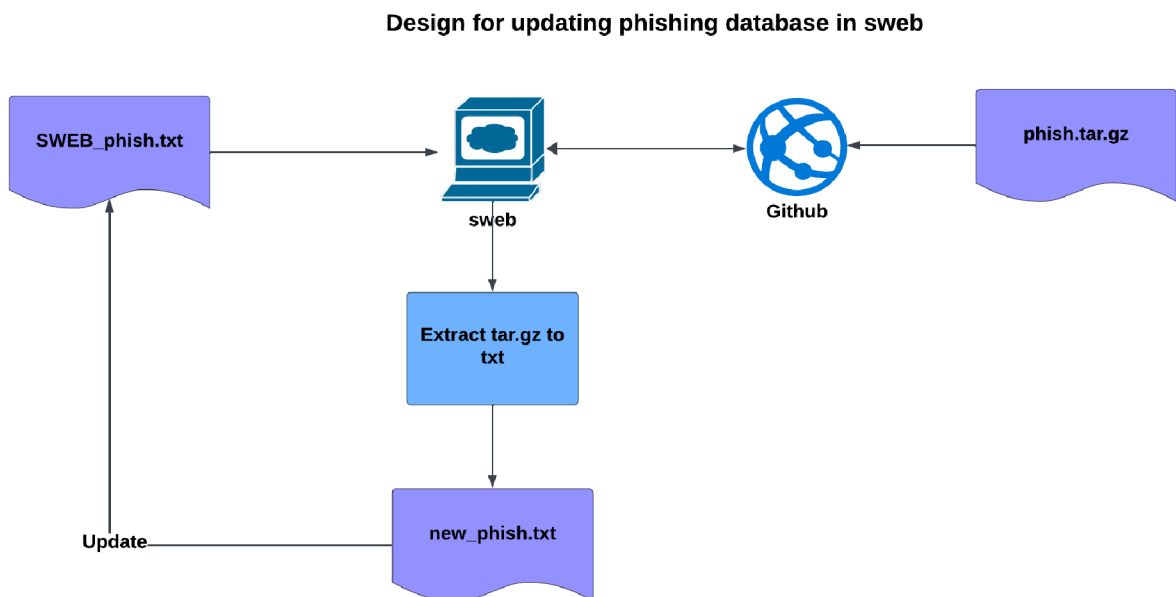 Design for updating phishing database in sweb
SWEB_phish.txt
phish.tar.gz
sweb
Github
Extract tar.gz to
txt
new_phish.txt
Update